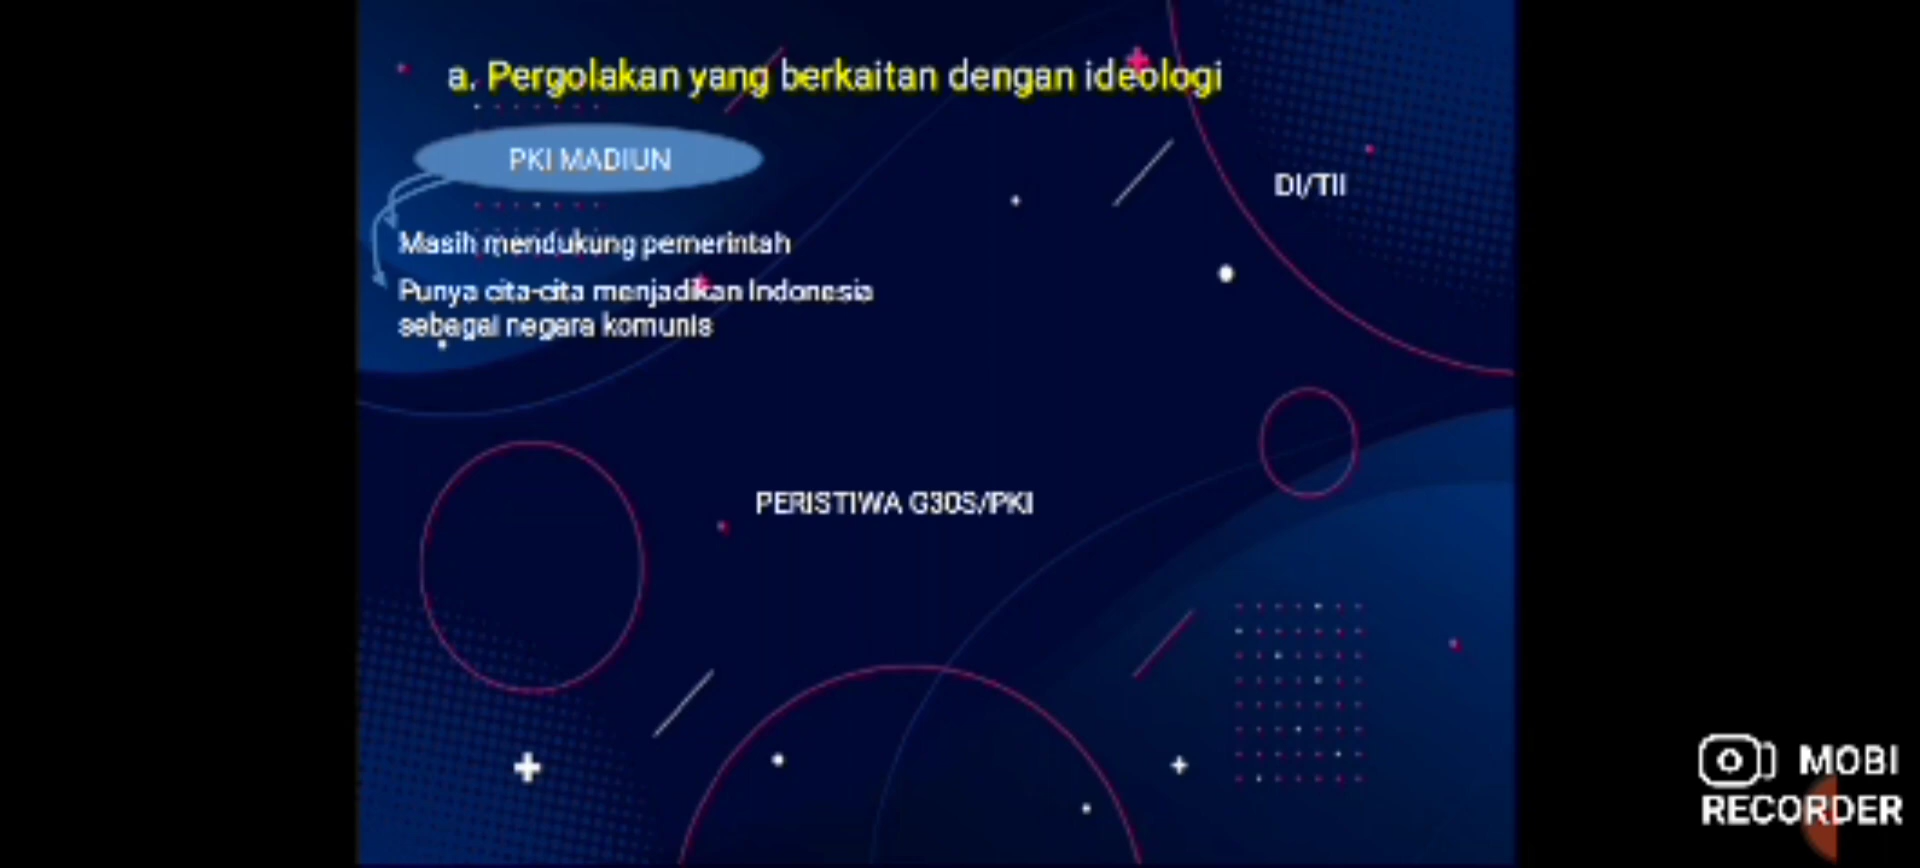 a. Pergolakan yang berkaitan dengan ideologi
PKI MADIUN
DI/TII
Masih mendukung pemerintah
Punya cita-cita menjadikan Indonesia
sebagai negara komunis
PERISTIWA G30S/PKI
MOBI
RECORDER